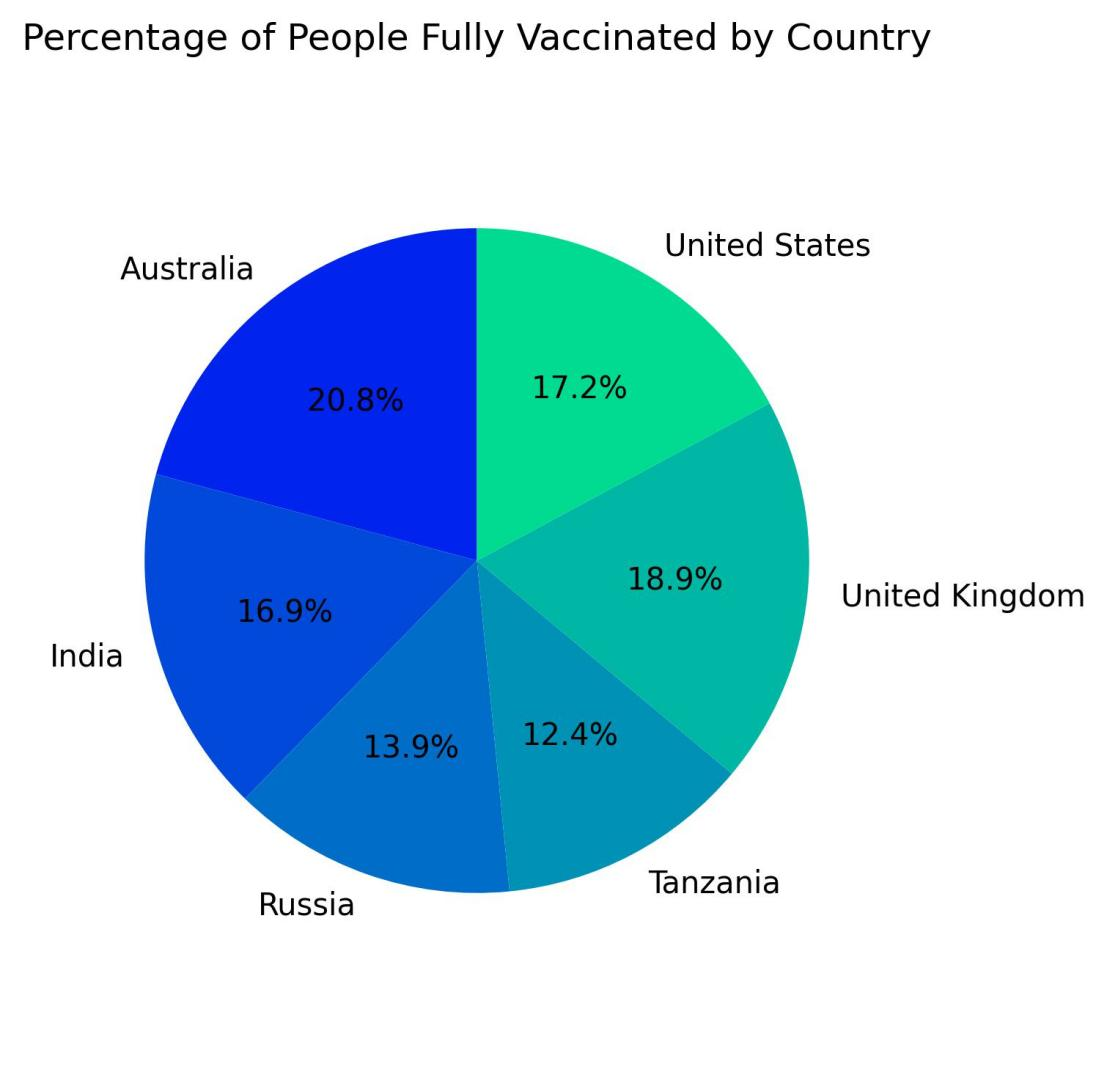 Percentage of People Fully Vaccinated by Country
United States
Australia
17.2%
20.8%
18.9%
United Kingdom
16.9%
India
12.4%
13.9%
Tanzania
Russia